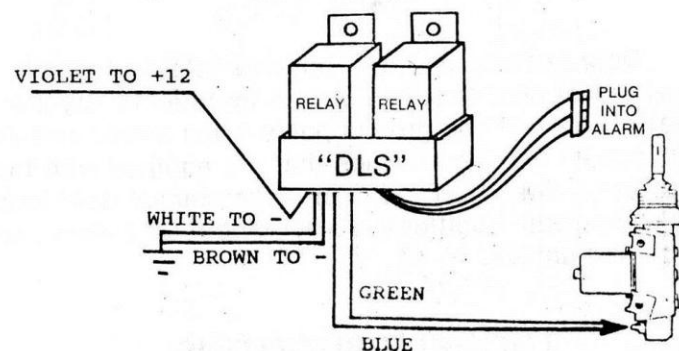 VIOLET TO +12
RELAY
RELAY
PLUG
INTO
ALARM
"DLS"
WHITE TO -
BROWN TO -
GREEN
BLUE